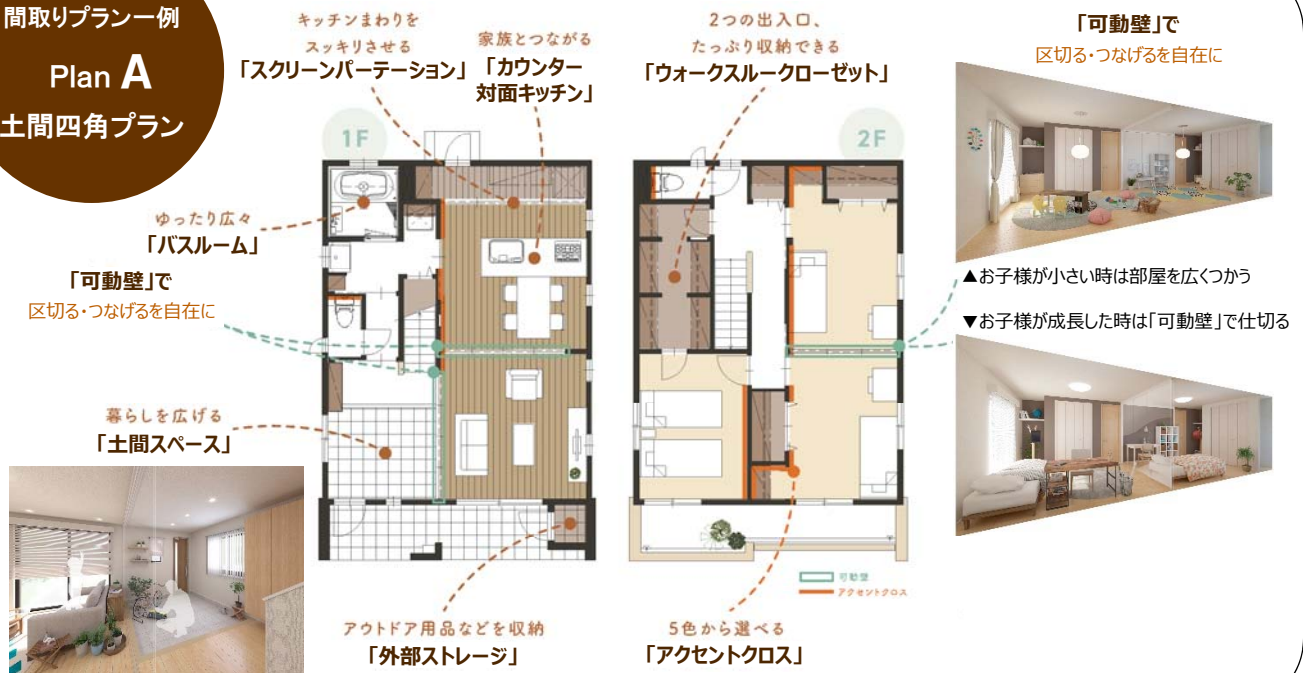 間取りプラン一例
Plan A
土間四角プラン
キッチンまわりを
スッキリさせる
「スクリーンパーテーション」
家族とつながる
「カウンター
対面キッチン」
2つの出入口、
たっぷり収納できる
「ウォークスルークローゼット」
「可動壁」で
区切る・つなげるを自在に
1F
2F
ゆったり広々
「バスルーム」
「可動壁」で
区切る・つなげるを自在に
▲お子様が小さい時は部屋を広くつかう
▼お子様が成長した時は「可動壁」で仕切る
暮らしを広げる
「土間スペース」
可動壁
アクセントクロス
アウトドア用品などを収納
「外部ストレージ」
5色から選べる
「アクセントクロス」